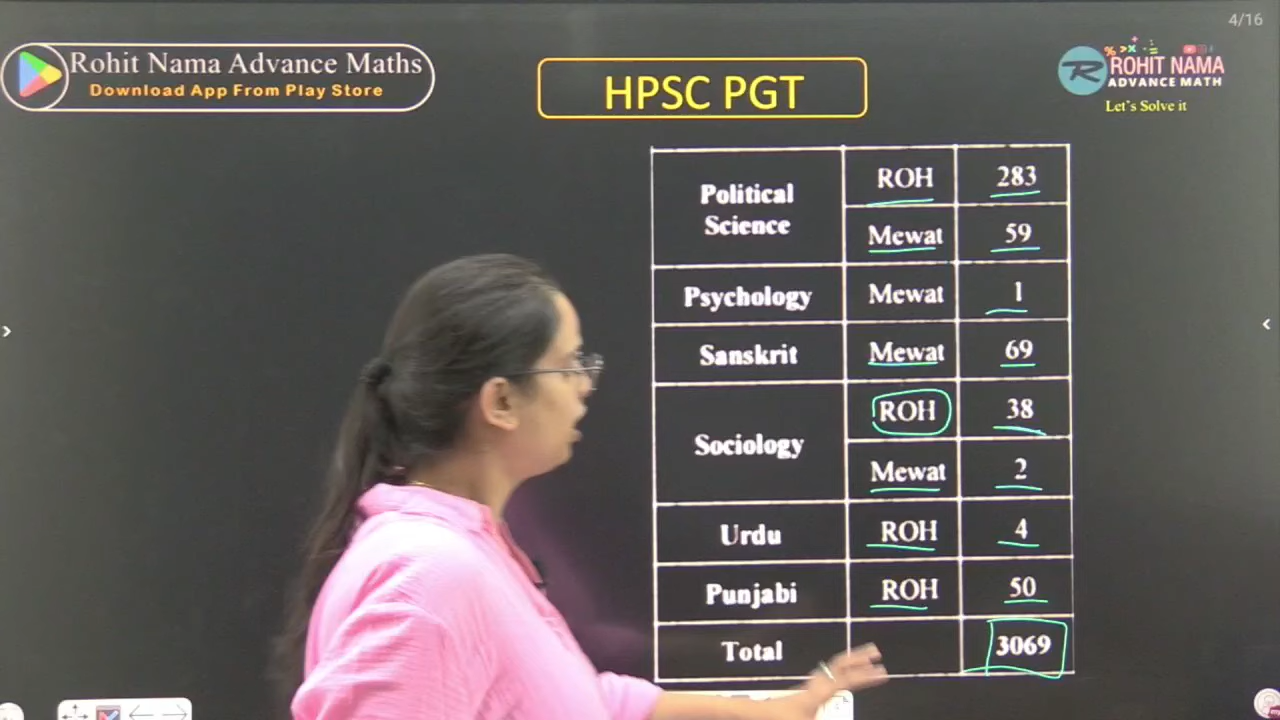 4/16
Rohit Nama Advance Maths
Download App From Play Store
HPSC PGT
R
ROHIT NAMA
ADVANCE MATH
Let's Solve it
Political Science ROH 283
Mewat 59
Psychology Mewat 1
Sanskrit Mewat 69
Sociology ROH 38
Mewat 2
Urdu ROH 4
Punjabi ROH 50
Total 3069